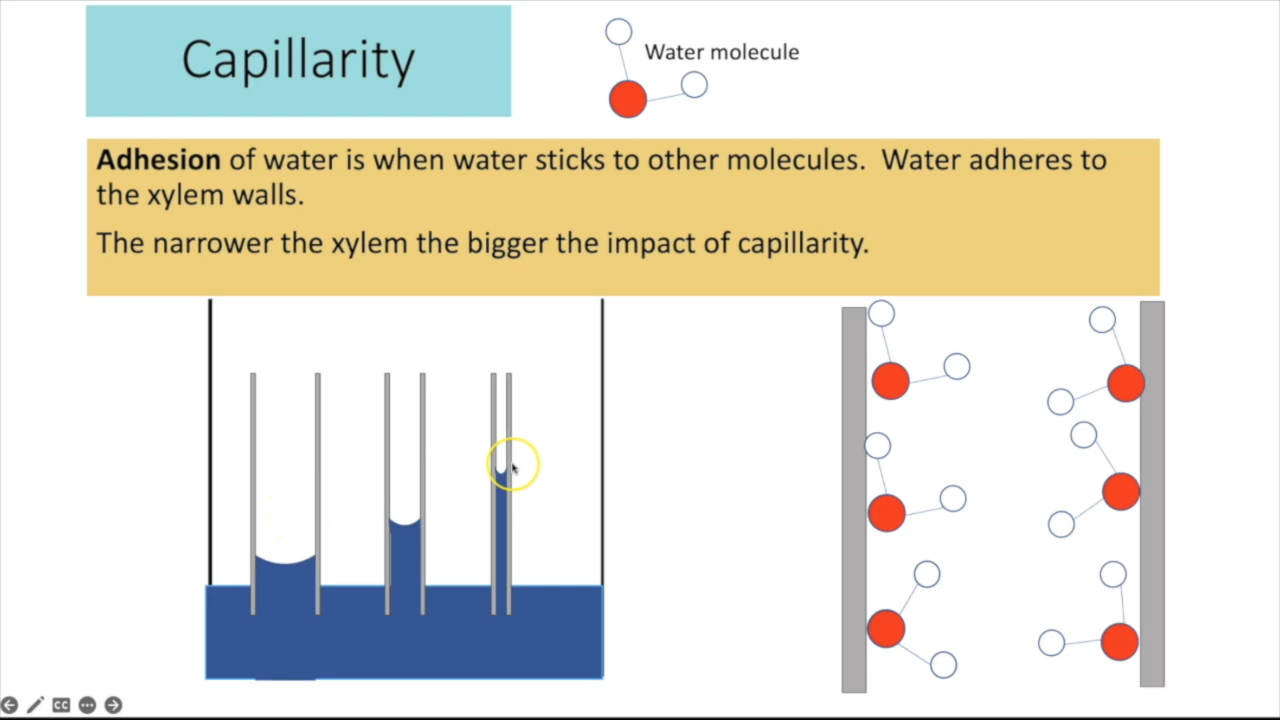 Capillarity
Water molecule
Adhesion of water is when water sticks to other molecules.  Water adheres to
the xylem walls.
The narrower the xylem the bigger the impact of capillarity.
CC